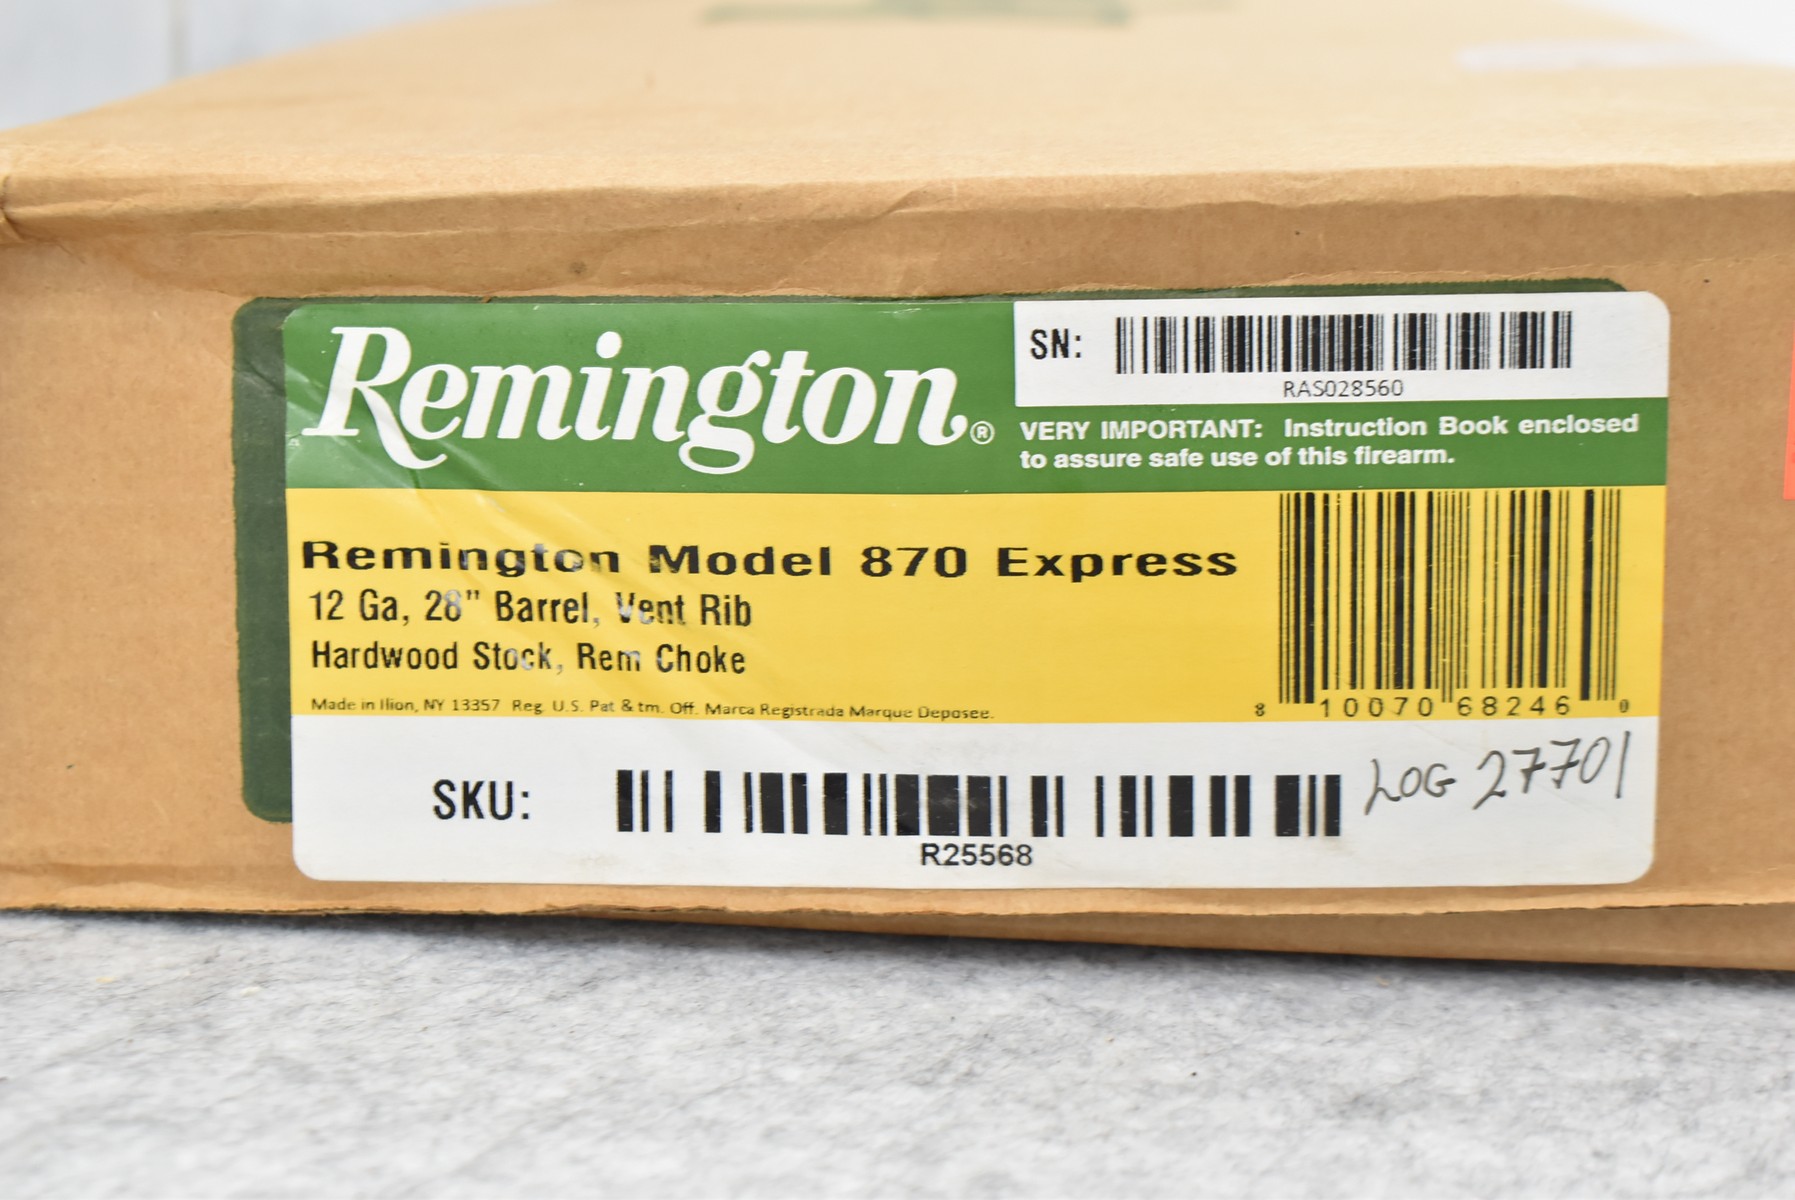 Remington®
SN:
RAS028560
VERY IMPORTANT: Instruction Book enclosed
to assure safe use of this firearm.
Remington Model 870 Express
12 Ga, 28" Barrel, Vent Rib
Hardwood Stock, Rem Choke
Made in Ilion, NY 13357 Reg. U.S. Pat & tm. Off. Marca Registrada Marque Deposee.
8 10070 68246 0
SKU:
R25568
LOG 27701